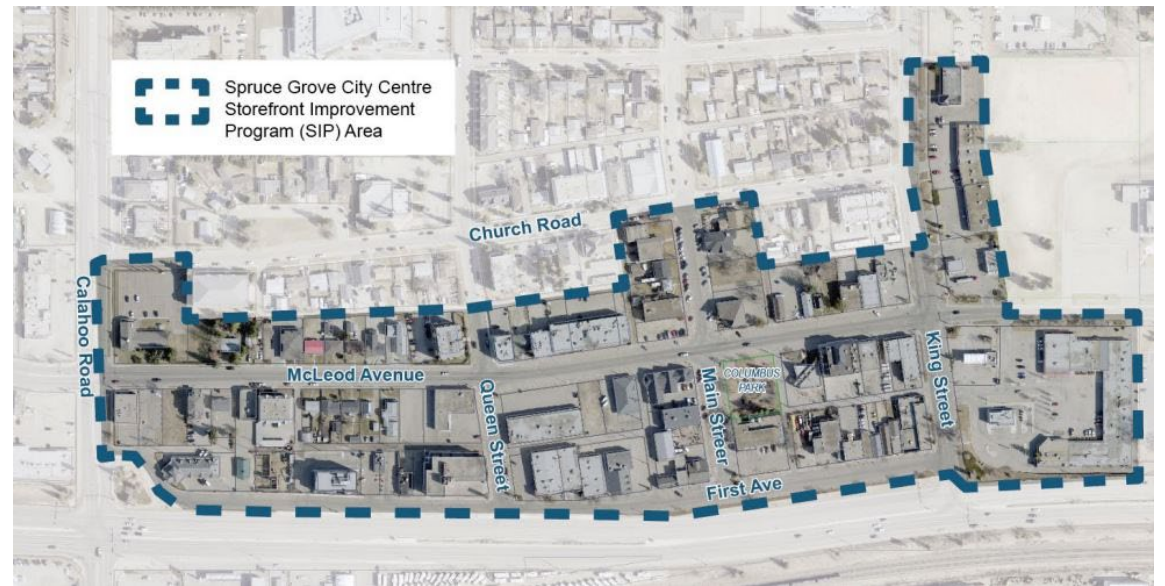 Spruce Grove City Centre
Storefront Improvement
Program (SIP) Area
Church Road
Calahoo Road
McLeod Avenue
Queen Street
Main Streer
COLUMBUS
PARK
King Street
First Ave